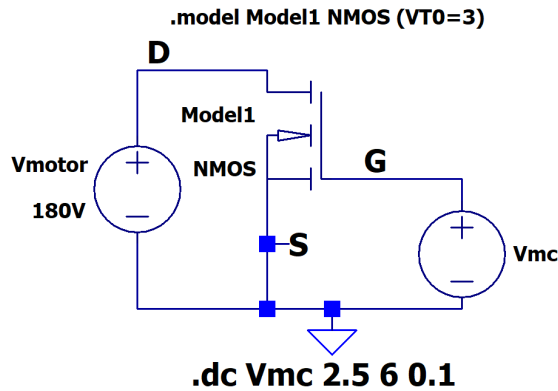 .model Model1 NMOS (VT0=3)
D
Model1
Vmotor
NMOS
G
180V
S
Vmc
.dc Vmc 2.5 6 0.1